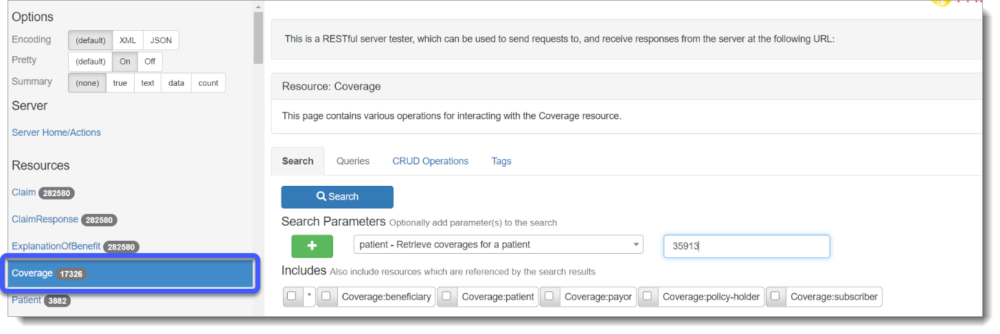 Options
Encoding (default) XML JSON
Pretty (default) On Off
Summary (none) true text data count
Server
Server Home/Actions
Resources
Claim 282580
ClaimResponse 282580
ExplanationOfBenefit 282580
Coverage 17326
Patient 3882
This is a RESTful server tester, which can be used to send requests to, and receive responses from the server at the following URL:
Resource: Coverage
This page contains various operations for interacting with the Coverage resource.
Search Queries CRUD Operations Tags
Search
Search Parameters Optionally add parameter(s) to the search
+ patient - Retrieve coverages for a patient 35913
Includes Also include resources which are referenced by the search results
* Coverage:beneficiary Coverage:patient Coverage:payor Coverage:policy-holder Coverage:subscriber